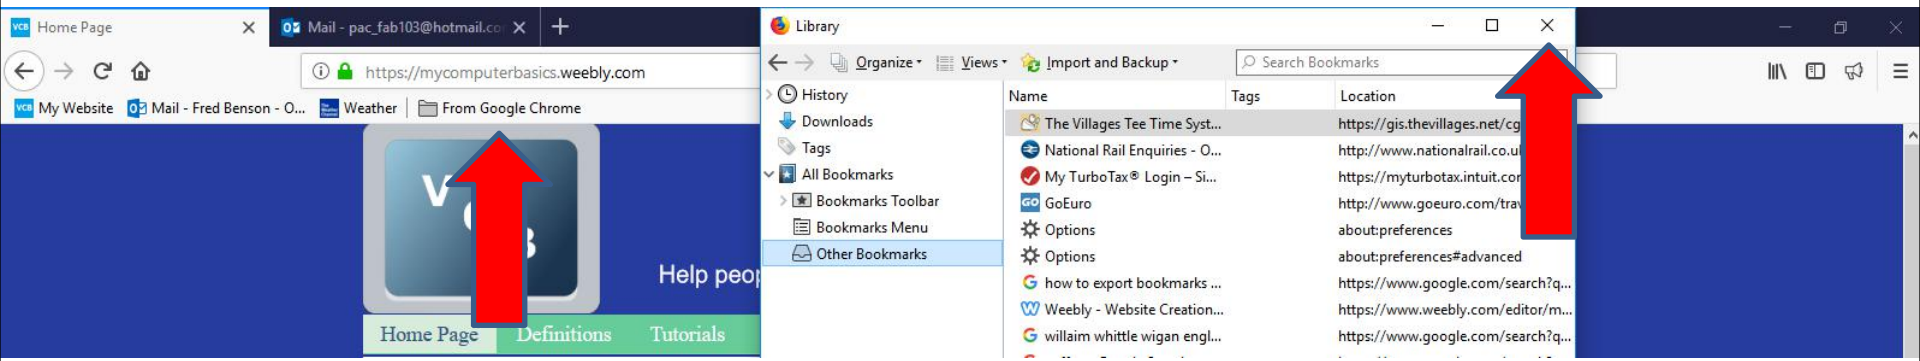 VCB Home Page
Mail - pac_fab103@hotmail.co
https://mycomputerbasics.weebly.com
VCB My Website
Mail - Fred Benson - O...
Weather
From Google Chrome
Help peop
Home Page Definitions Tutorials
Library
Organize Views Import and Backup
Search Bookmarks
History
Downloads
Tags
All Bookmarks
Bookmarks Toolbar
Bookmarks Menu
Other Bookmarks
Name Tags Location
The Villages Tee Time Syst... https://gis.thevillages.net/cg
National Rail Enquiries - O... http://www.nationalrail.co.u
My TurboTax® Login – Si... https://myturbotax.intuit.co
GO GoEuro http://www.goeuro.com/tra
Options about:preferences
Options about:preferences#advanced
G how to export bookmarks ... https://www.google.com/search?q...
W Weebly - Website Creation... https://www.weebly.com/editor/m...
G willaim whittle wigan engl... https://www.google.com/search?q...